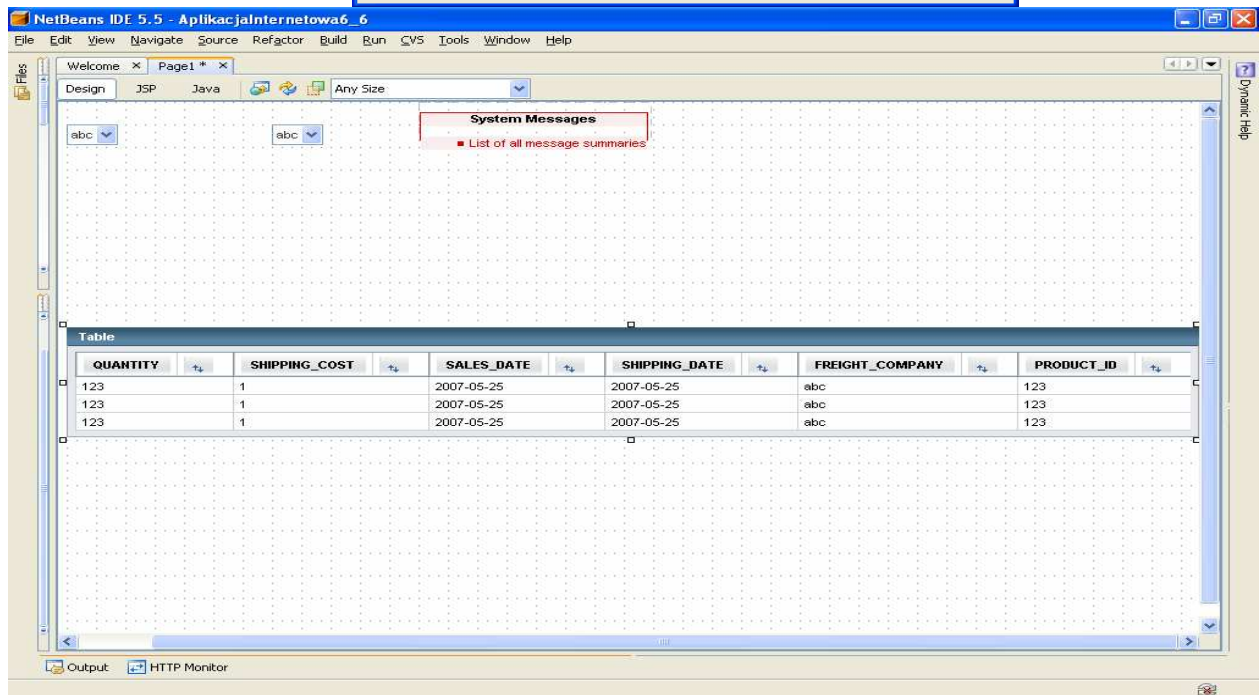 NetBeans IDE 5.5 - AplikacjaInternetowa6_6
File Edit View Navigate Source Refactor Build Run CVS Tools Window Help
Files
Welcome Page1 *
Design JSP Java Any Size
Dynamic Help
abc abc
System Messages
List of all message summaries
Table
QUANTITY SHIPPING_COST SALES_DATE SHIPPING_DATE FREIGHT_COMPANY PRODUCT_ID
123 1 2007-05-25 2007-05-25 abc 123
123 1 2007-05-25 2007-05-25 abc 123
123 1 2007-05-25 2007-05-25 abc 123
Output HTTP Monitor